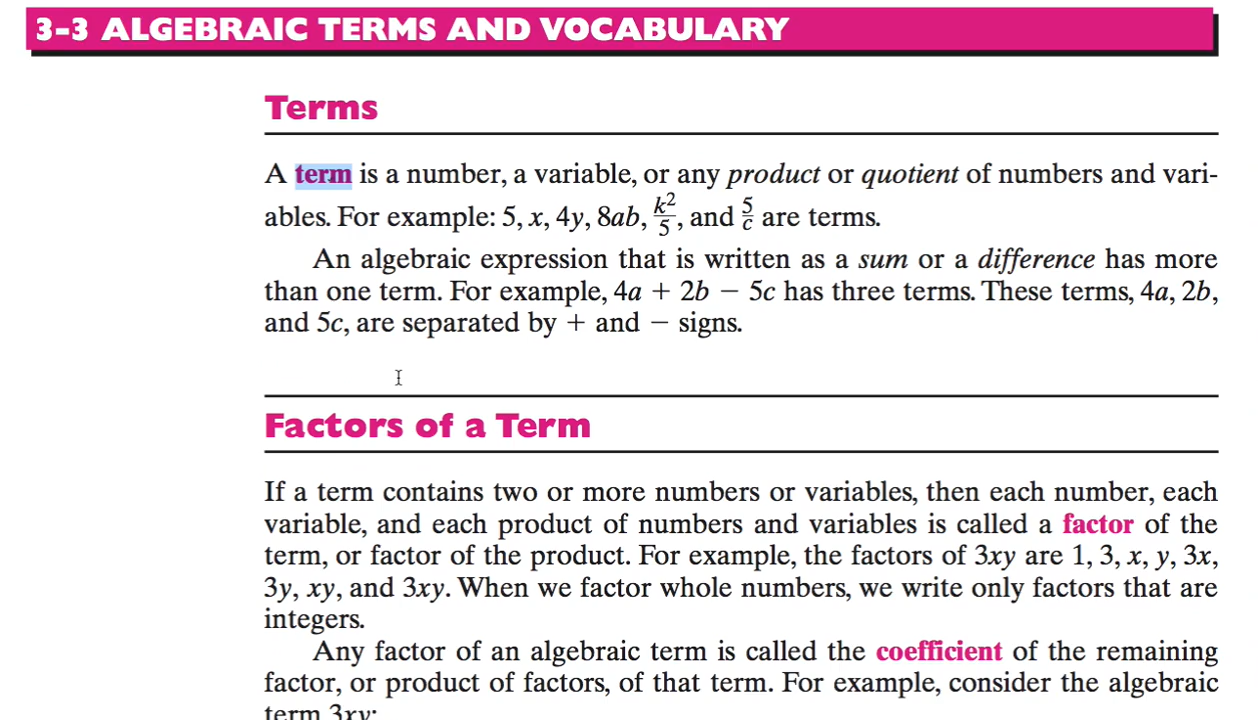 3-3 ALGEBRAIC TERMS AND VOCABULARY
Terms
A term is a number, a variable, or any product or quotient of numbers and vari-
ables. For example: 5, x, 4y, 8ab, k²/5, and 5/c are terms.
An algebraic expression that is written as a sum or a difference has more
than one term. For example, 4a + 2b − 5c has three terms. These terms, 4a, 2b,
and 5c, are separated by + and − signs.
Factors of a Term
If a term contains two or more numbers or variables, then each number, each
variable, and each product of numbers and variables is called a factor of the
term, or factor of the product. For example, the factors of 3xy are 1, 3, x, y, 3x,
3y, xy, and 3xy. When we factor whole numbers, we write only factors that are
integers.
Any factor of an algebraic term is called the coefficient of the remaining
factor, or product of factors, of that term. For example, consider the algebraic
term 3xy: